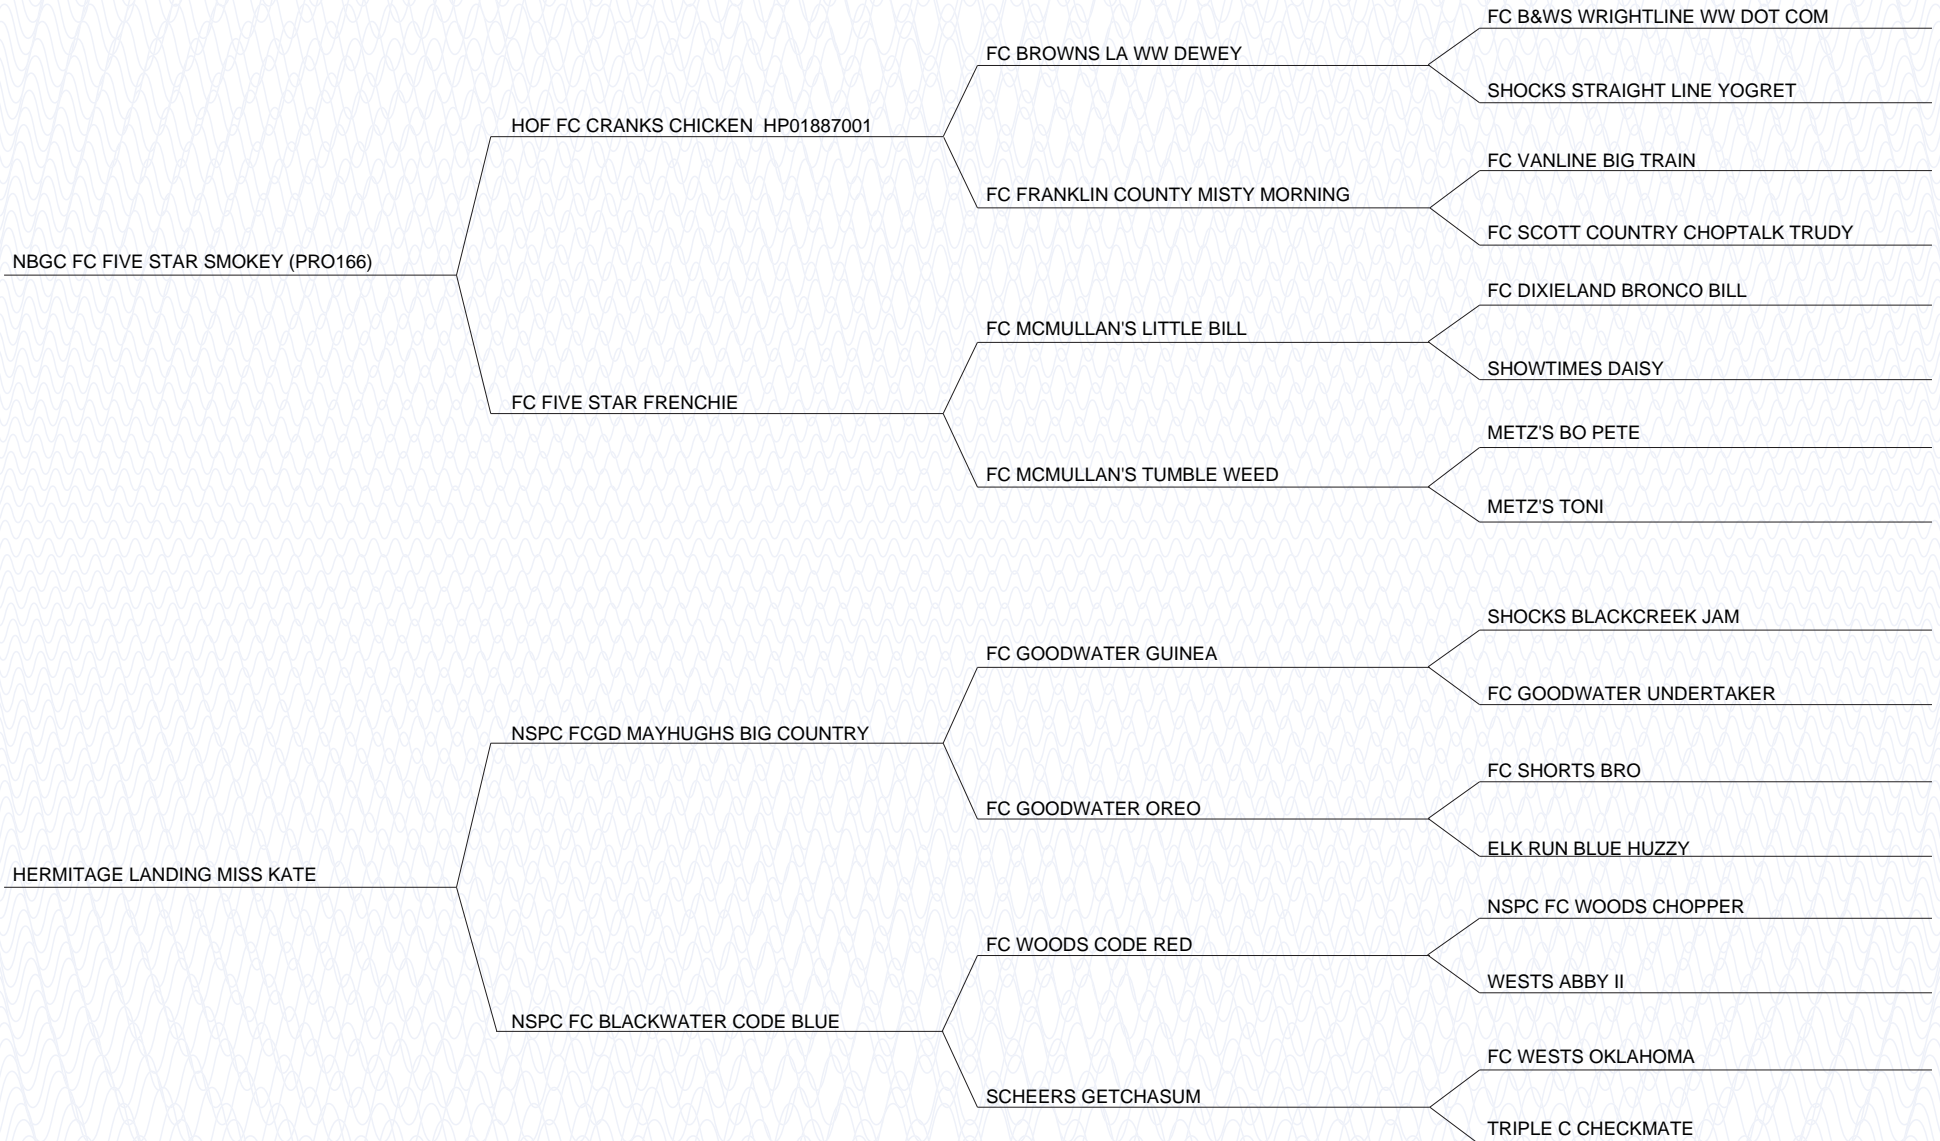 FC B&WS WRIGHTLINE WW DOT COM
FC BROWNS LA WW DEWEY
SHOCKS STRAIGHT LINE YOGRET
HOF FC CRANKS CHICKEN  HP01887001
FC VANLINE BIG TRAIN
FC FRANKLIN COUNTY MISTY MORNING
FC SCOTT COUNTRY CHOPTALK TRUDY
NBGC FC FIVE STAR SMOKEY (PRO166)
FC DIXIELAND BRONCO BILL
FC MCMULLAN'S LITTLE BILL
SHOWTIMES DAISY
FC FIVE STAR FRENCHIE
METZ'S BO PETE
FC MCMULLAN'S TUMBLE WEED
METZ'S TONI
SHOCKS BLACKCREEK JAM
FC GOODWATER GUINEA
FC GOODWATER UNDERTAKER
NSPC FCGD MAYHUGHS BIG COUNTRY
FC SHORTS BRO
FC GOODWATER OREO
ELK RUN BLUE HUZZY
HERMITAGE LANDING MISS KATE
NSPC FC WOODS CHOPPER
FC WOODS CODE RED
WESTS ABBY II
NSPC FC BLACKWATER CODE BLUE
FC WESTS OKLAHOMA
SCHEERS GETCHASUM
TRIPLE C CHECKMATE